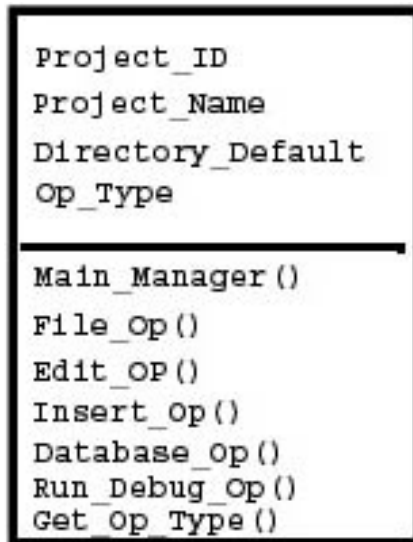 Project_ID
Project_Name
Directory_Default
Op_Type
Main_Manager()
File_Op()
Edit_OP()
Insert_Op()
Database_Op()
Run_Debug_Op()
Get_Op_Type()